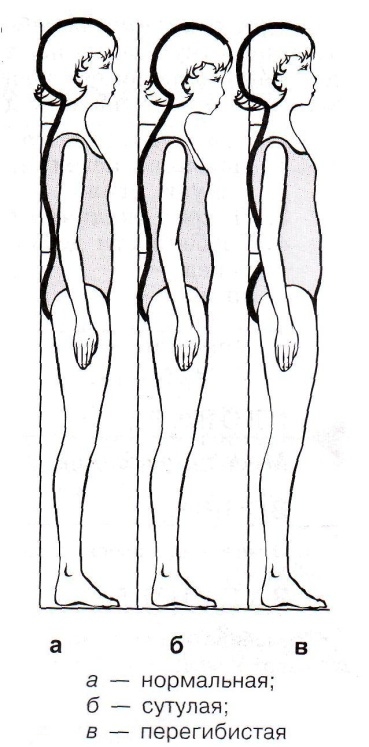 а б в
а — нормальная;
б — сутулая;
в — перегибистая